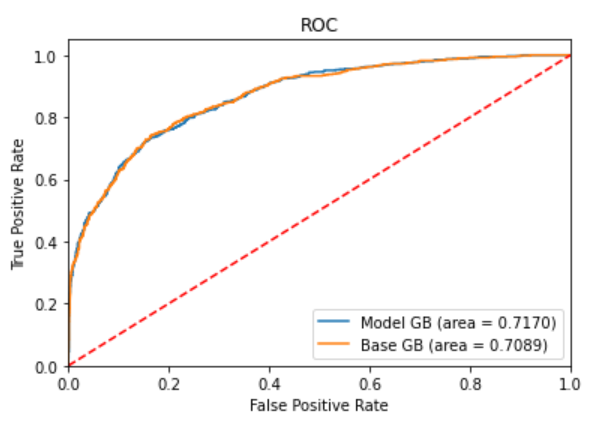 ROC
True Positive Rate
1.0
0.8
0.6
0.4
0.2
0.0
Model GB (area = 0.7170)
Base GB (area = 0.7089)
0.0 0.2 0.4 0.6 0.8 1.0
False Positive Rate